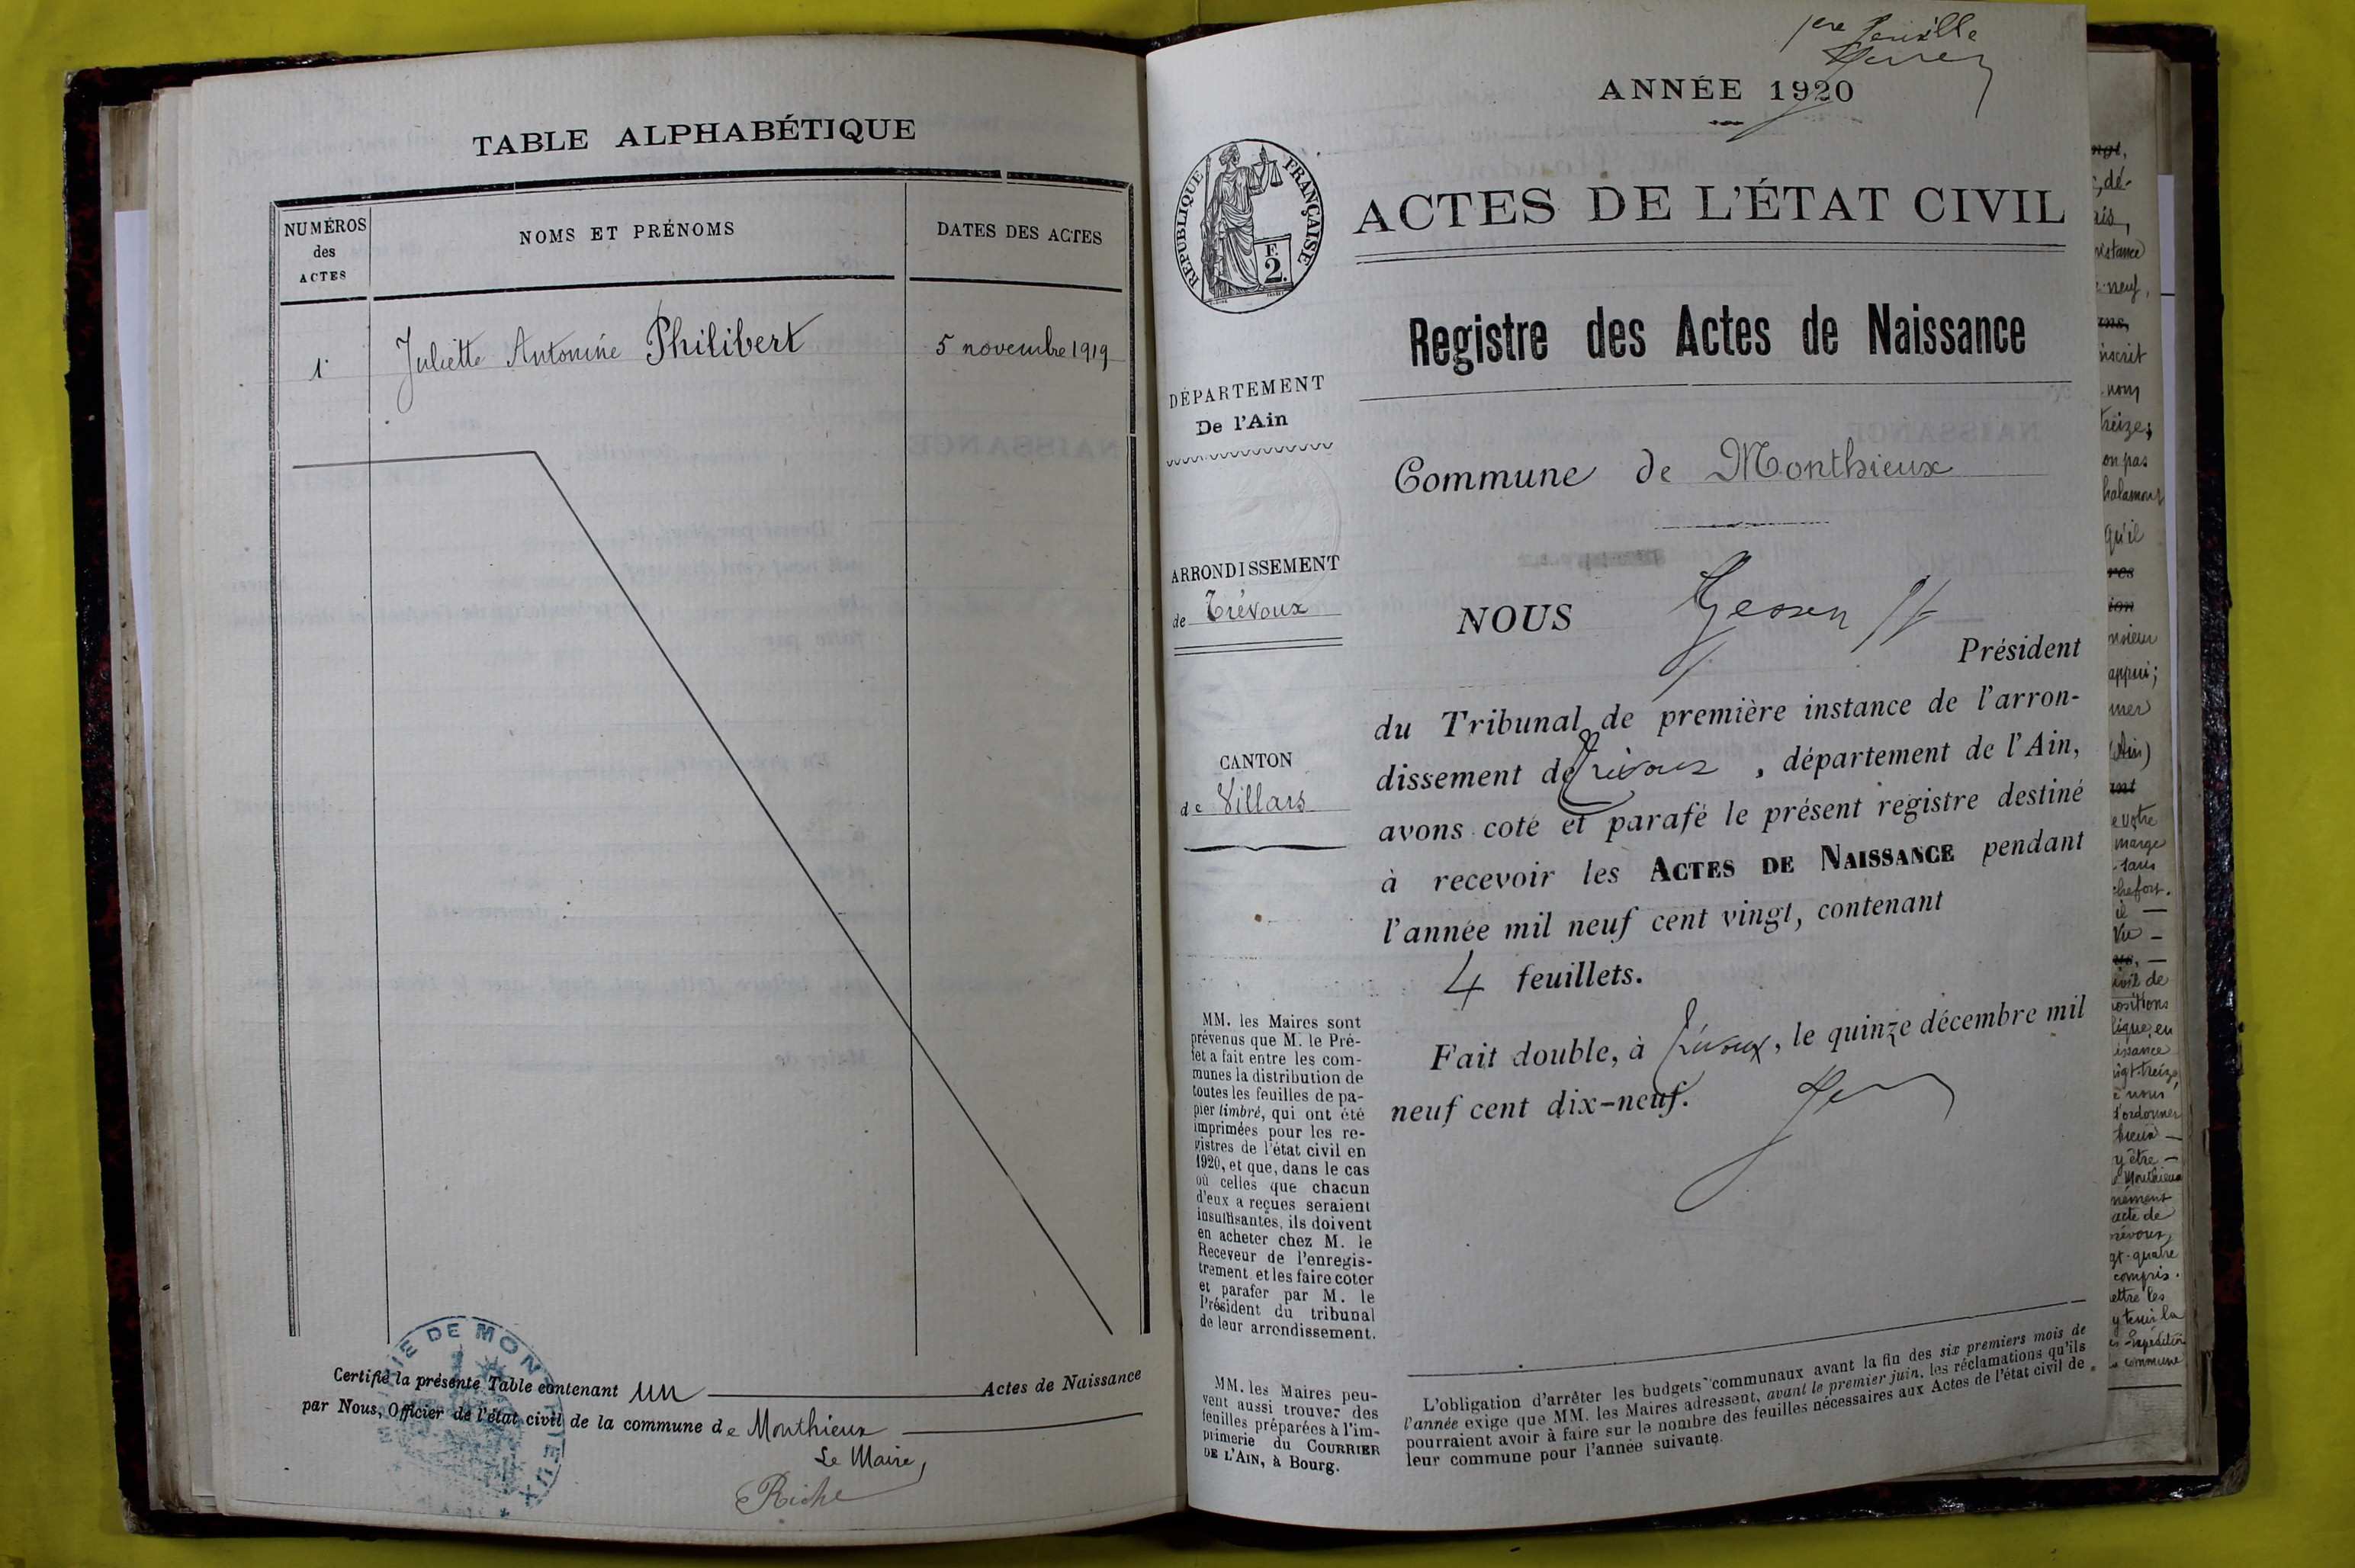 TABLE ALPHABÉTIQUE
NUMÉROS
des
ACTES
NOMS ET PRÉNOMS
DATES DES ACTES
1
Juliette Antonine Philibert
5 novembre 1919
MAIRIE DE MONTHIEUX
Certifié la présente Table contenant un Actes de Naissance
par Nous, Officier de l'état civil de la commune de Monthieux
Le Maire,
Riche
1ere feuille
ANNÉE 1920
RÉPUBLIQUE FRANÇAISE
F.
2.
ACTES DE L'ÉTAT CIVIL
Registre des Actes de Naissance
DÉPARTEMENT
De l'Ain
Commune de Monthieux
ARRONDISSEMENT
de Trévoux
CANTON
de Villars
NOUS
Président
du Tribunal de première instance de l'arron-
dissement de Trévoux, département de l'Ain,
avons coté et parafé le présent registre destiné
à recevoir les ACTES DE NAISSANCE pendant
l'année mil neuf cent vingt, contenant
4 feuillets.
Fait double, à Trévoux, le quinze décembre mil
neuf cent dix-neuf.
MM. les Maires sont
prévenus que M. le Pré-
fet a fait entre les com-
munes la distribution de
toutes les feuilles de pa-
pier timbré, qui ont été
imprimées pour les re-
gistres de l'état civil en
1920, et que, dans le cas
où celles que chacun
d'eux a reçues seraient
insuffisantes, ils doivent
en acheter chez M. le
Receveur de l'enregis-
trement et les faire coter
et parafer par M. le
Président du tribunal
de leur arrondissement.
MM. les Maires peu-
vent aussi trouver des
feuilles préparées à l'im-
primerie du COURRIER
DE L'AIN, à Bourg.
L'obligation d'arrêter les budgets communaux avant la fin des six premiers mois de
l'année exige que MM. les Maires adressent, avant le premier juin, les réclamations qu'ils
pourraient avoir à faire sur le nombre des feuilles nécessaires aux Actes de l'état civil de
leur commune pour l'année suivante.